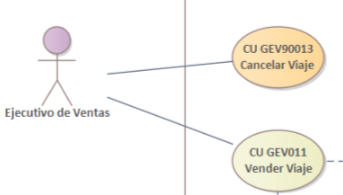 CU GEV90013
Cancelar Viaje
Ejecutivo de Ventas
CU GEV011
Vender Viaje